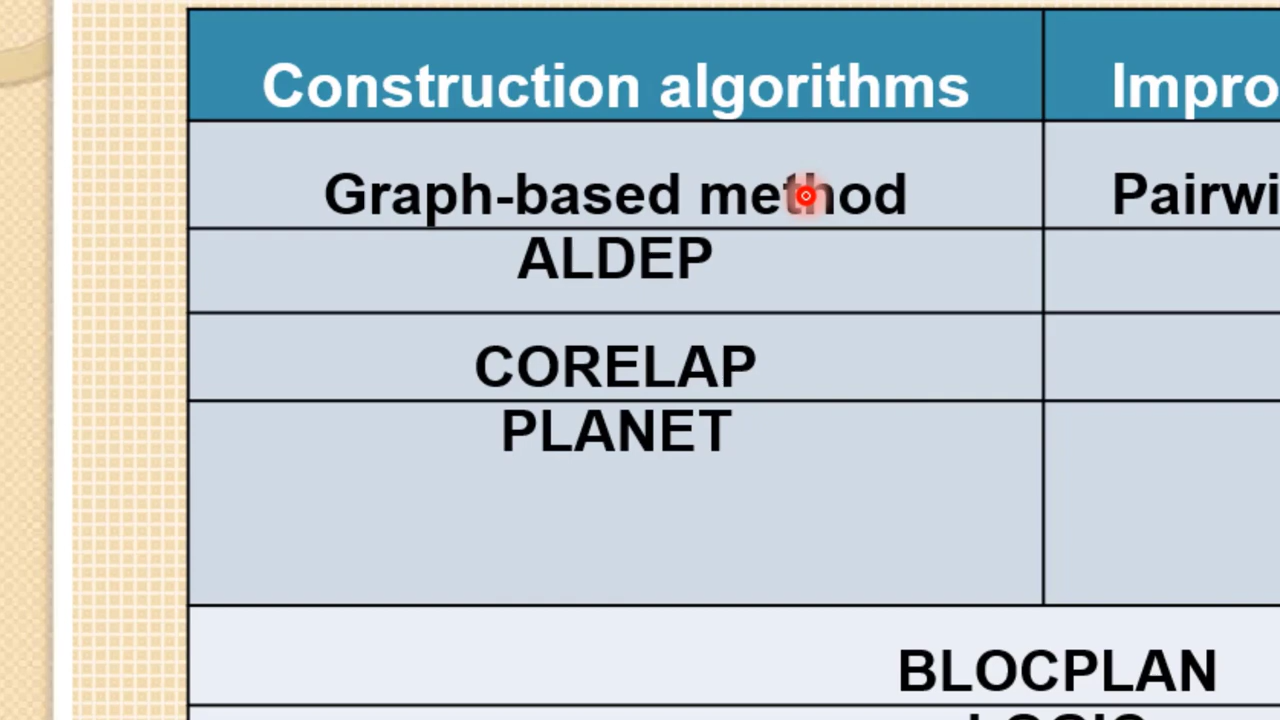 Construction algorithms Impro
Graph-based method Pairwi
ALDEP
CORELAP
PLANET
BLOCPLAN